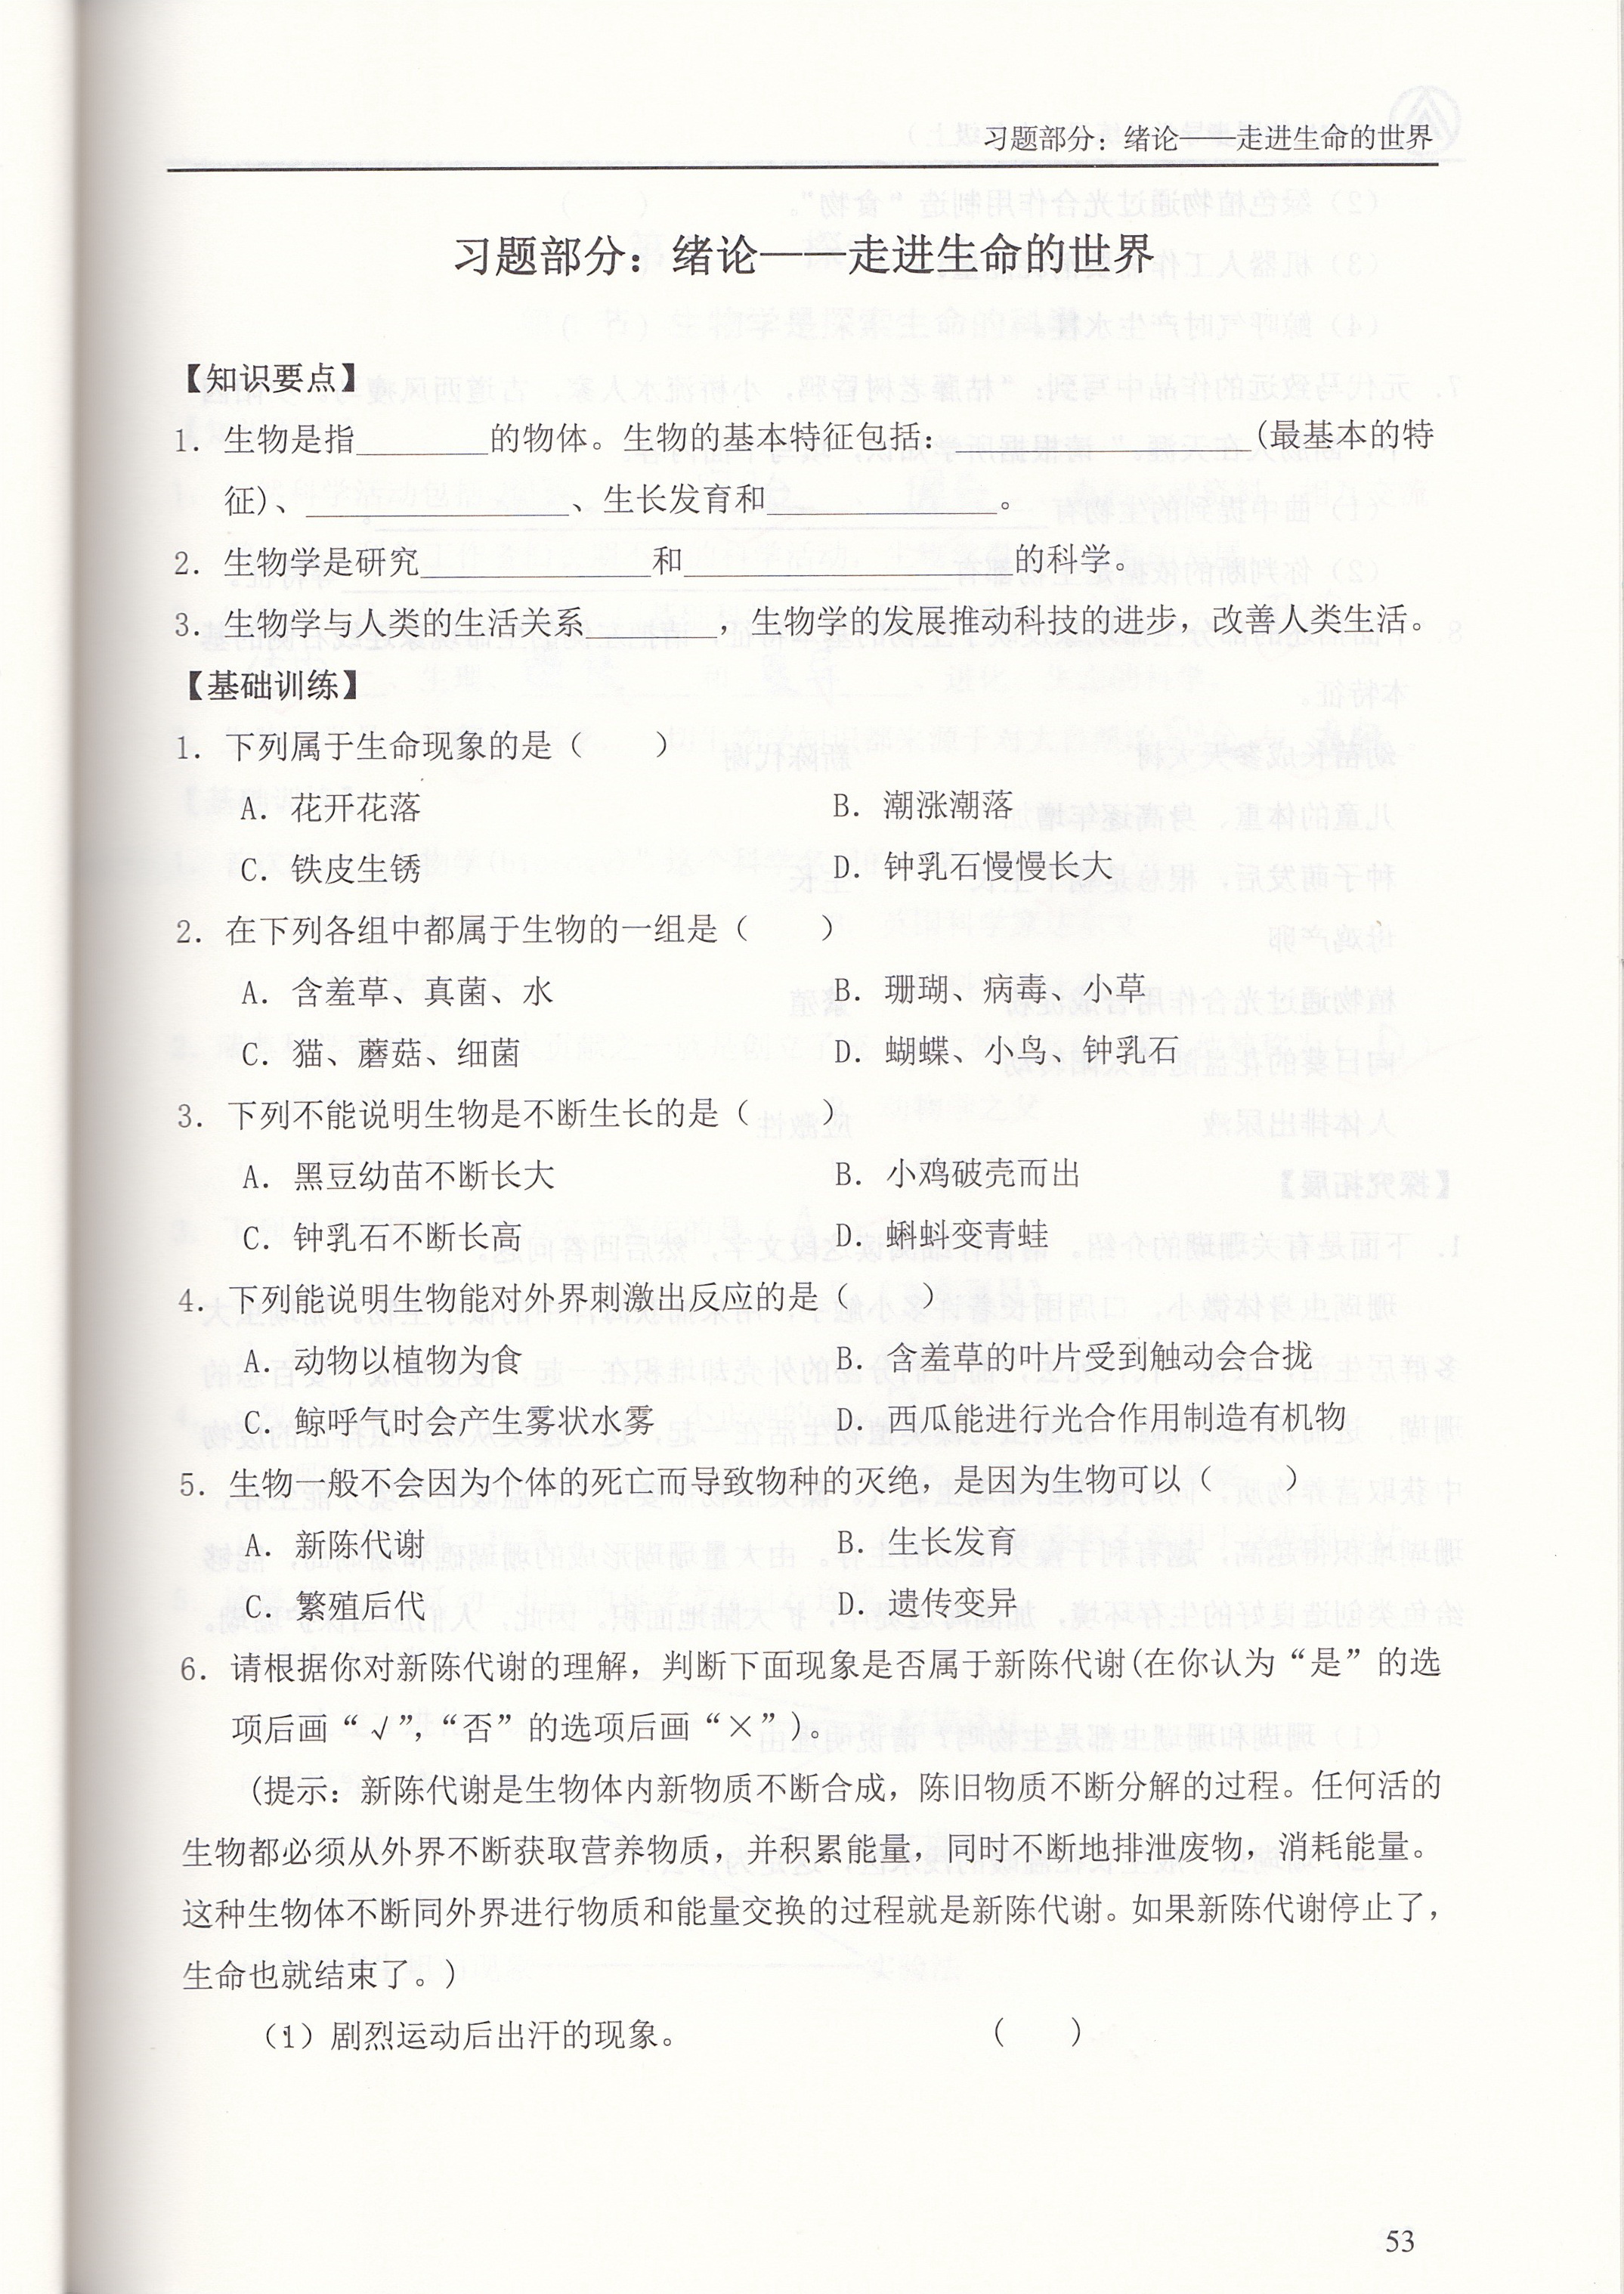 习题部分：绪论——走进生命的世界
习题部分：绪论——走进生命的世界
【知识要点】
1. 生物是指________的物体。生物的基本特征包括：__________________(最基本的特
征)、________________、生长发育和______________。
2. 生物学是研究______________和____________________的科学。
3. 生物学与人类的生活关系________，生物学的发展推动科技的进步，改善人类生活。
【基础训练】
1. 下列属于生命现象的是（　　）
A. 花开花落　　B. 潮涨潮落
C. 铁皮生锈　　D. 钟乳石慢慢长大
2. 在下列各组中都属于生物的一组是（　　）
A. 含羞草、真菌、水　　B. 珊瑚、病毒、小草
C. 猫、蘑菇、细菌　　D. 蝴蝶、小鸟、钟乳石
3. 下列不能说明生物是不断生长的是（　　）
A. 黑豆幼苗不断长大　　B. 小鸡破壳而出
C. 钟乳石不断长高　　D. 蝌蚪变青蛙
4. 下列能说明生物能对外界刺激出反应的是（　　）
A. 动物以植物为食　　B. 含羞草的叶片受到触动会合拢
C. 鲸呼气时会产生雾状水雾　　D. 西瓜能进行光合作用制造有机物
5. 生物一般不会因为个体的死亡而导致物种的灭绝，是因为生物可以（　　）
A. 新陈代谢　　B. 生长发育
C. 繁殖后代　　D. 遗传变异
6. 请根据你对新陈代谢的理解，判断下面现象是否属于新陈代谢(在你认为“是”的选
项后画“√”，“否”的选项后画“×”)。
(提示：新陈代谢是生物体内新物质不断合成，陈旧物质不断分解的过程。任何活的
生物都必须从外界不断获取营养物质，并积累能量，同时不断地排泄废物，消耗能量。
这种生物体不断同外界进行物质和能量交换的过程就是新陈代谢。如果新陈代谢停止了，
生命也就结束了。)
（1）剧烈运动后出汗的现象。　　（　　）
53